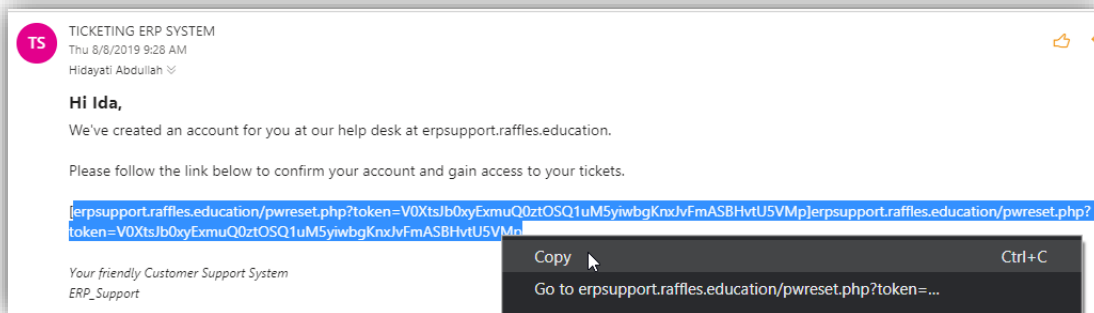 TS
TICKETING ERP SYSTEM
Thu 8/8/2019 9:28 AM
Hidayati Abdullah
Hi Ida,
We've created an account for you at our help desk at erpsupport.raffles.education.
Please follow the link below to confirm your account and gain access to your tickets.
[erpsupport.raffles.education/pwreset.php?token=V0XtsJb0xyExmuQ0ztOSQ1uM5yiwbgKnxJvFmASBHvtU5VMp]erpsupport.raffles.education/pwreset.php?
token=V0XtsJb0xyExmuQ0ztOSQ1uM5yiwbgKnxJvFmASBHvtU5VMp
Copy Ctrl+C
Go to erpsupport.raffles.education/pwreset.php?token=...
Your friendly Customer Support System
ERP_Support